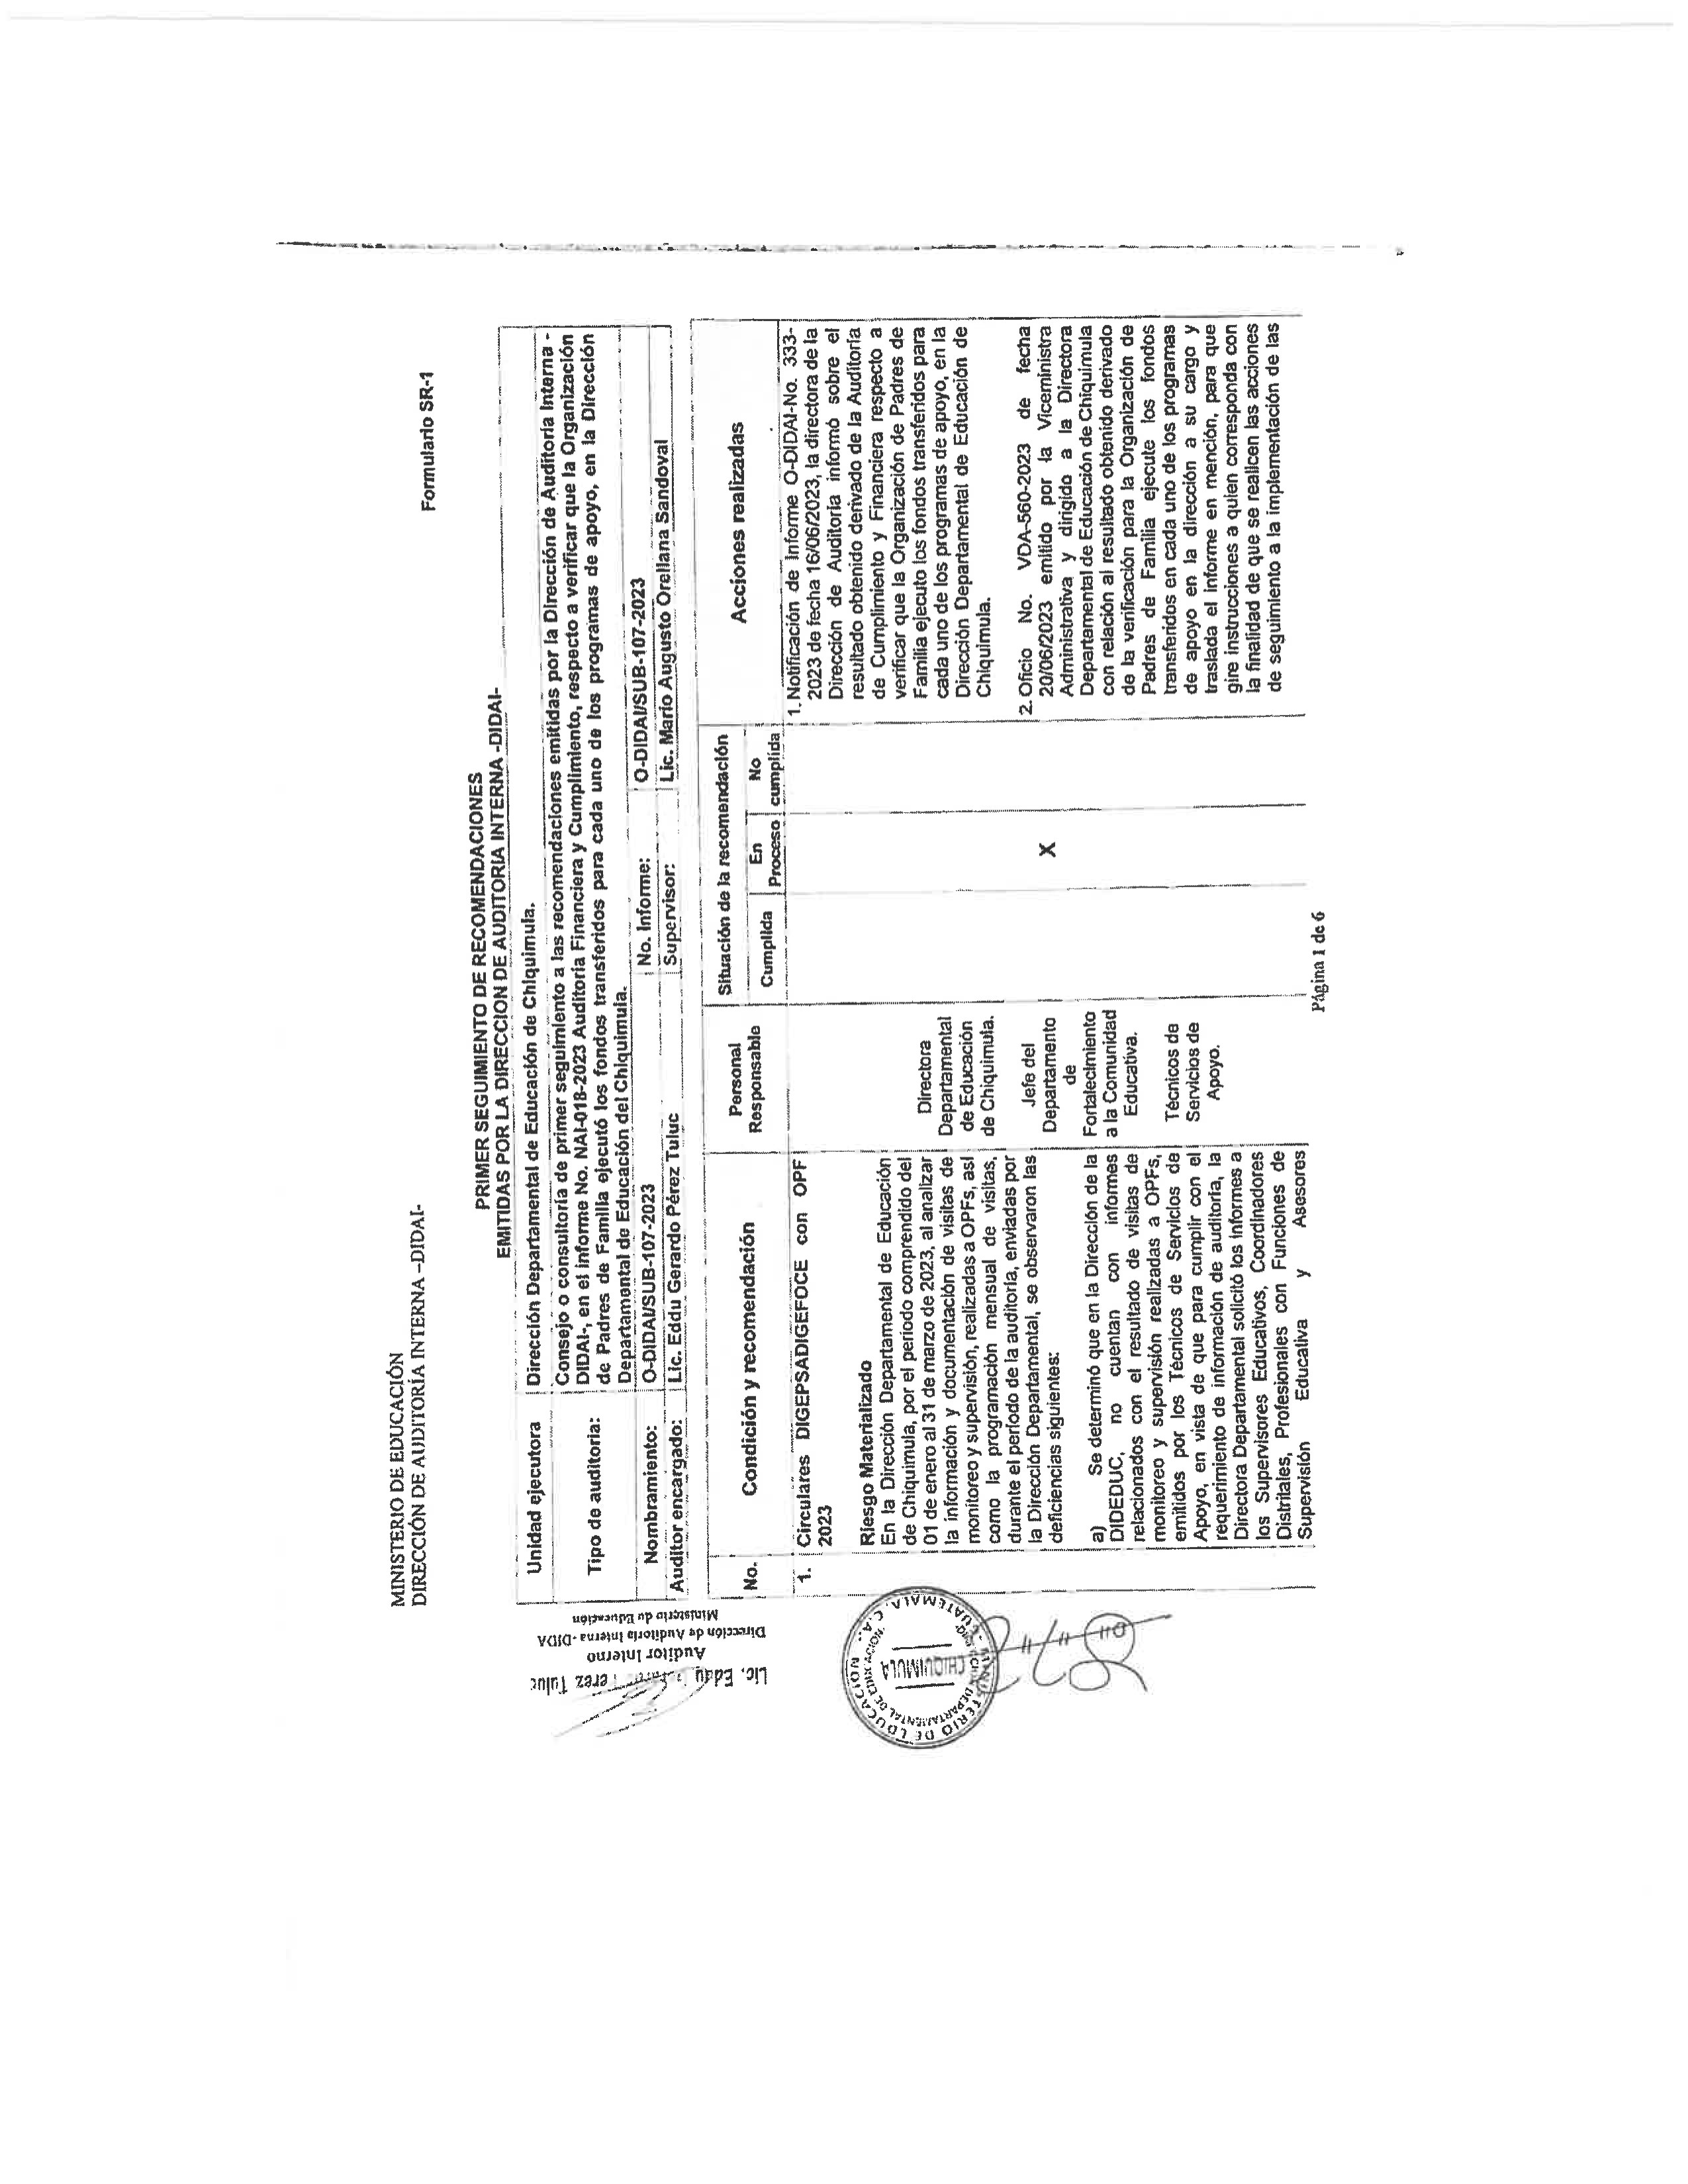 MINISTERIO DE EDUCACIÓN
DIRECCIÓN DE AUDITORÍA INTERNA –DIDAI-
Formulario SR-1
PRIMER SEGUIMIENTO DE RECOMENDACIONES
EMITIDAS POR LA DIRECCION DE AUDITORIA INTERNA -DIDAI-
Unidad ejecutora
Dirección Departamental de Educación de Chiquimula.
Tipo de auditoria:
Consejo o consultoría de primer seguimiento a las recomendaciones emitidas por la Dirección de Auditoría Interna -
DIDAI-, en el informe No. NAI-018-2023 Auditoria Financiera y Cumplimiento, respecto a verificar que la Organización
de Padres de Familia ejecutó los fondos transferidos para cada uno de los programas de apoyo, en la Dirección
Departamental de Educación del Chiquimula.
Nombramiento:
O-DIDAI/SUB-107-2023
No. Informe:
O-DIDAI/SUB-107-2023
Auditor encargado:
Lic. Eddu Gerardo Pérez Tuluc
Supervisor:
Lic. Mario Augusto Orellana Sandoval
No.
Condición y recomendación
Personal
Responsable
Situación de la recomendación
Cumplida
En
Proceso
No
cumplida
Acciones realizadas
1.
Circulares DIGEPSADIGEFOCE con OPF
2023
Riesgo Materializado
En la Dirección Departamental de Educación
de Chiquimula, por el periodo comprendido del
01 de enero al 31 de marzo de 2023, al analizar
la información y documentación de visitas de
monitoreo y supervisión, realizadas a OPFs, así
como la programación mensual de visitas,
durante el período de la auditoría, enviadas por
la Dirección Departamental, se observaron las
deficiencias siguientes:
a) Se determinó que en la Dirección de la
DIDEDUC, no cuentan con informes
relacionados con el resultado de visitas de
monitoreo y supervisión realizadas a OPFs,
emitidos por los Técnicos de Servicios de
Apoyo, en vista de que para cumplir con el
requerimiento de información de auditoría, la
Directora Departamental solicitó los informes a
los Supervisores Educativos, Coordinadores
Distritales, Profesionales con Funciones de
Supervisión Educativa y Asesores
Directora
Departamental
de Educación
de Chiquimula.
Jefe del
Departamento
de
Fortalecimiento
a la Comunidad
Educativa.
Técnicos de
Servicios de
Apoyo.
X
1. Notificación de Informe O-DIDAI-No. 333-
2023 de fecha 16/06/2023, la directora de la
Dirección de Auditoría informó sobre el
resultado obtenido derivado de la Auditoría
de Cumplimiento y Financiera respecto a
verificar que la Organización de Padres de
Familia ejecuto los fondos transferidos para
cada uno de los programas de apoyo, en la
Dirección Departamental de Educación de
Chiquimula.
2. Oficio No. VDA-560-2023 de fecha
20/06/2023 emitido por la Viceministra
Administrativa y dirigido a la Directora
Departamental de Educación de Chiquimula
con relación al resultado obtenido derivado
de la verificación para la Organización de
Padres de Familia ejecute los fondos
transferidos en cada uno de los programas
de apoyo en la dirección a su cargo y
traslada el informe en mención, para que
gire instrucciones a quien corresponda con
la finalidad de que se realicen las acciones
de seguimiento a la implementación de las
Página 1 de 6
Lic. Eddu Pérez Tuluc
Auditor Interno
Dirección de Auditoría Interna -DIDA
Ministerio de Educación
CHIQUIMULA